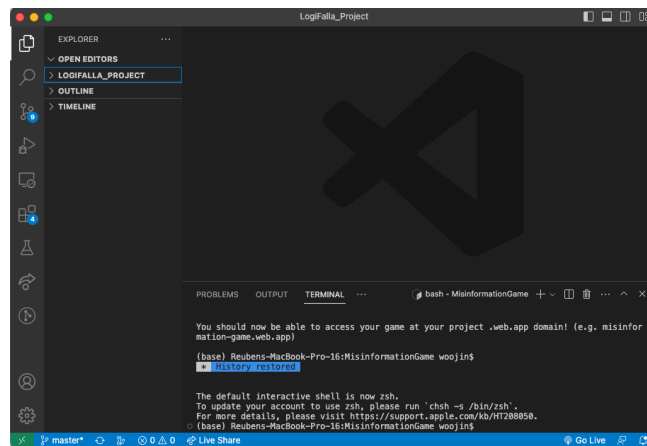 LogiFalla_Project
EXPLORER
OPEN EDITORS
LOGIFALLA_PROJECT
OUTLINE
TIMELINE
9
4
PROBLEMS OUTPUT TERMINAL ··· bash - MisinformationGame
You should now be able to access your game at your project .web.app domain! (e.g. misinfor
mation-game.web.app)
(base) Reubens-MacBook-Pro-16:MisinformationGame woojin$
* History restored
The default interactive shell is now zsh.
To update your account to use zsh, please run `chsh -s /bin/zsh`.
For more details, please visit https://support.apple.com/kb/HT208050.
(base) Reubens-MacBook-Pro-16:MisinformationGame woojin$
master* 0 0 Live Share Go Live